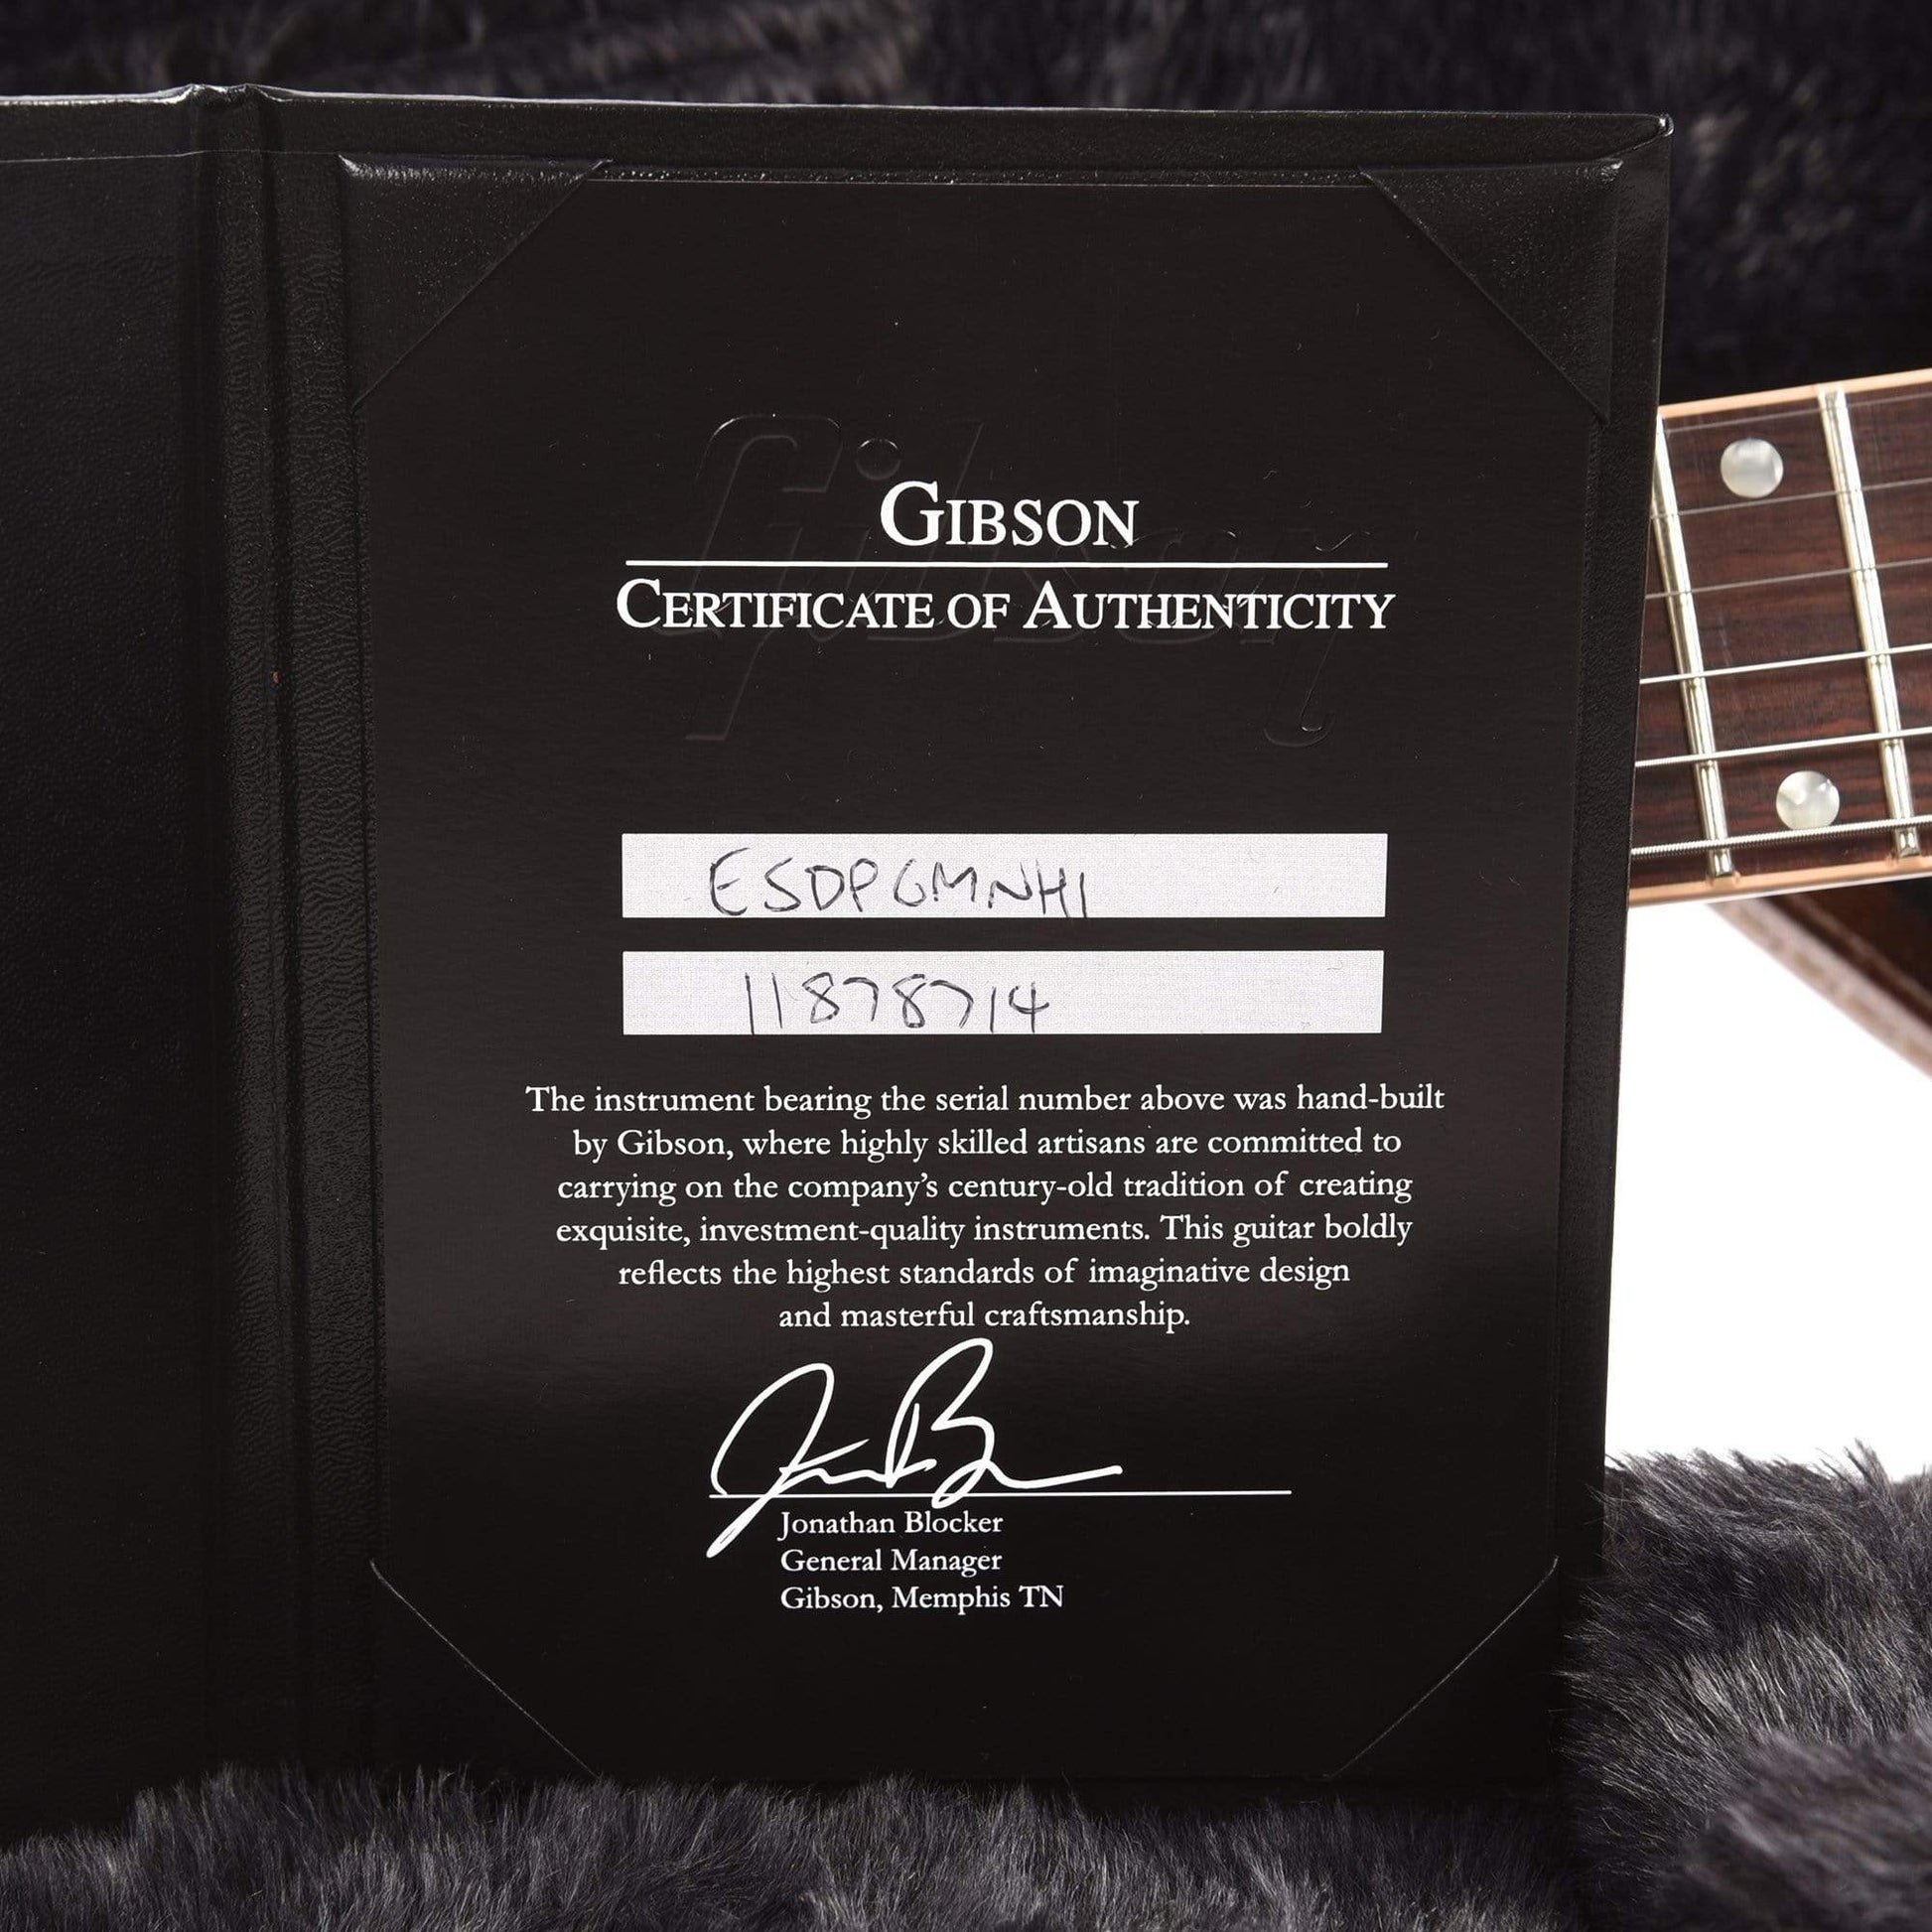 Gibson
GIBSON
CERTIFICATE OF AUTHENTICITY
ESDPGMNH1
11878714
The instrument bearing the serial number above was hand-built
by Gibson, where highly skilled artisans are committed to
carrying on the company's century-old tradition of creating
exquisite, investment-quality instruments. This guitar boldly
reflects the highest standards of imaginative design
and masterful craftsmanship.
Jonathan Blocker
General Manager
Gibson, Memphis TN